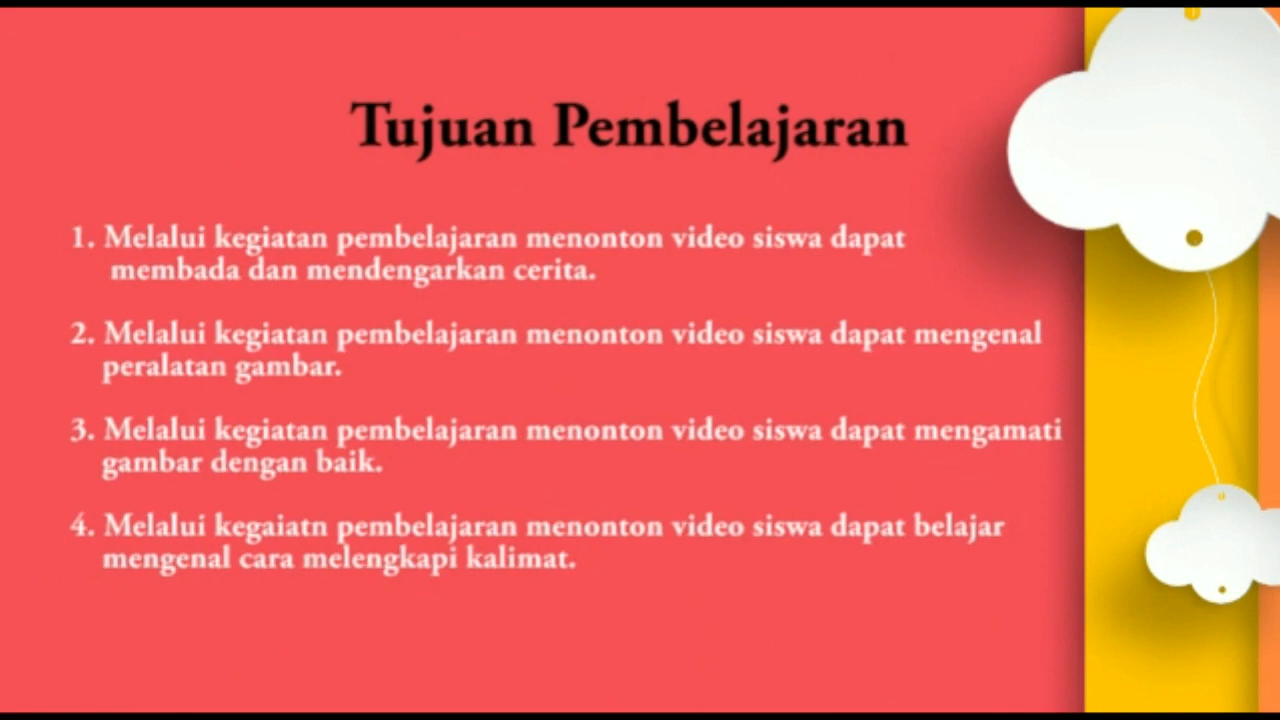 Tujuan Pembelajaran
1. Melalui kegiatan pembelajaran menonton video siswa dapat
membada dan mendengarkan cerita.
2. Melalui kegiatan pembelajaran menonton video siswa dapat mengenal
peralatan gambar.
3. Melalui kegiatan pembelajaran menonton video siswa dapat mengamati
gambar dengan baik.
4. Melalui kegaiatn pembelajaran menonton video siswa dapat belajar
mengenal cara melengkapi kalimat.